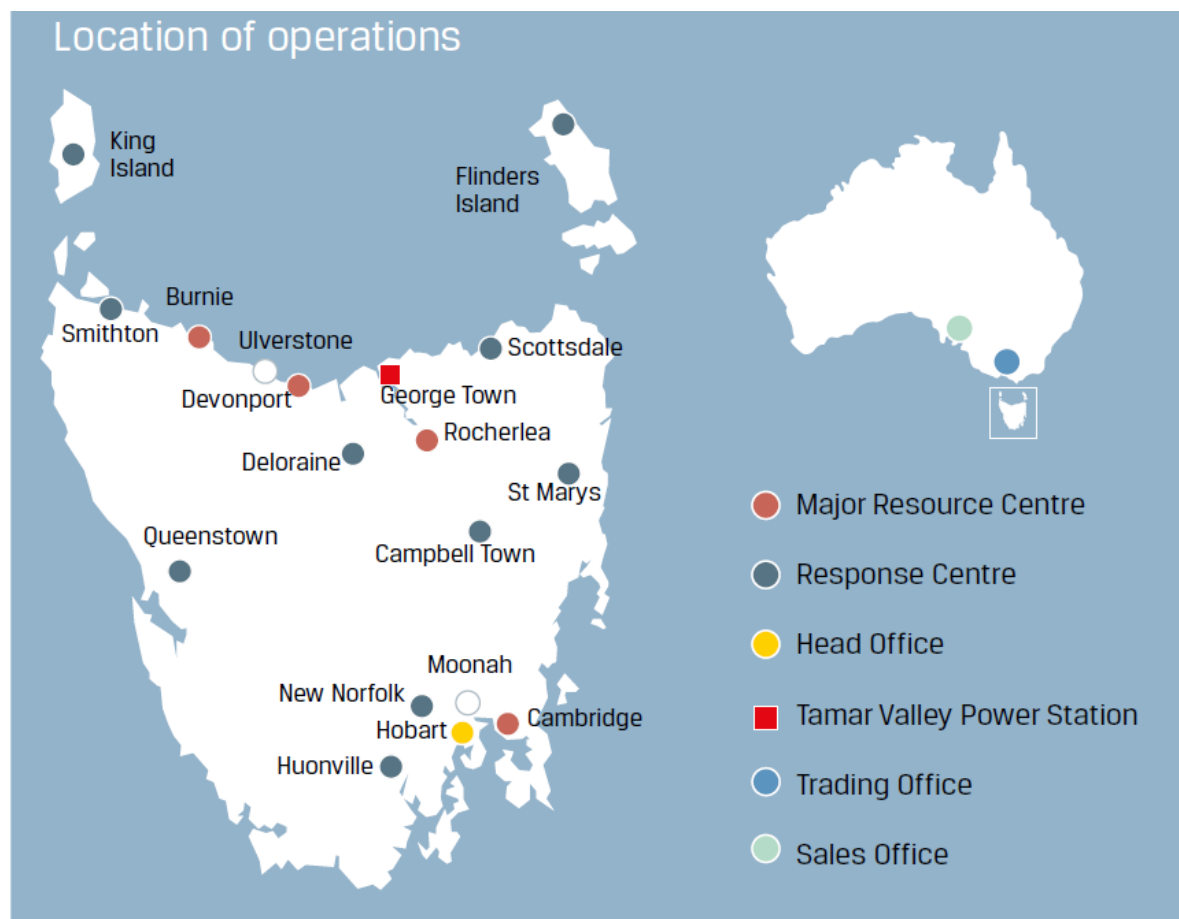 Location of operations
King
Island
Flinders
Island
Burnie
Smithton
Ulverstone
Scottsdale
Devonport
George Town
Rocherlea
Deloraine
St Marys
Queenstown
Campbell Town
Moonah
New Norfolk
Hobart
Cambridge
Huonville
Major Resource Centre
Response Centre
Head Office
Tamar Valley Power Station
Trading Office
Sales Office